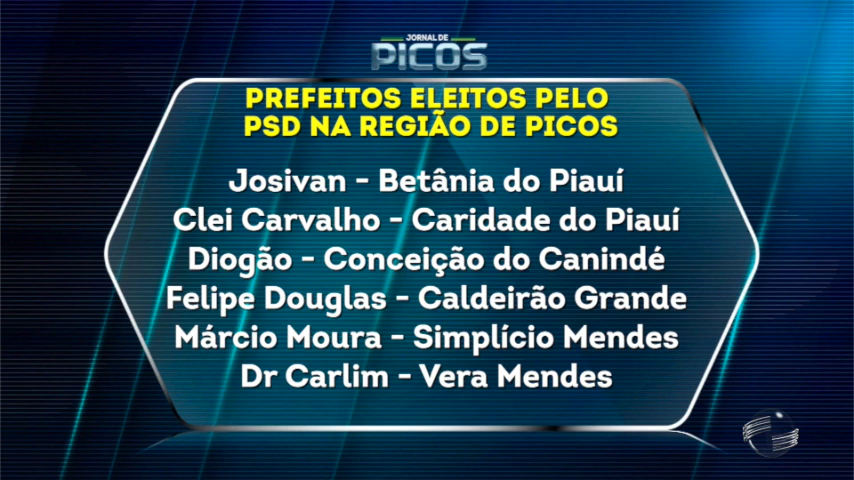 JORNAL DE
PICOS
PREFEITOS ELEITOS PELO
PSD NA REGIÃO DE PICOS
Josivan - Betânia do Piauí
Clei Carvalho - Caridade do Piauí
Diogão - Conceição do Canindé
Felipe Douglas - Caldeirão Grande
Márcio Moura - Simplício Mendes
Dr Carlim - Vera Mendes